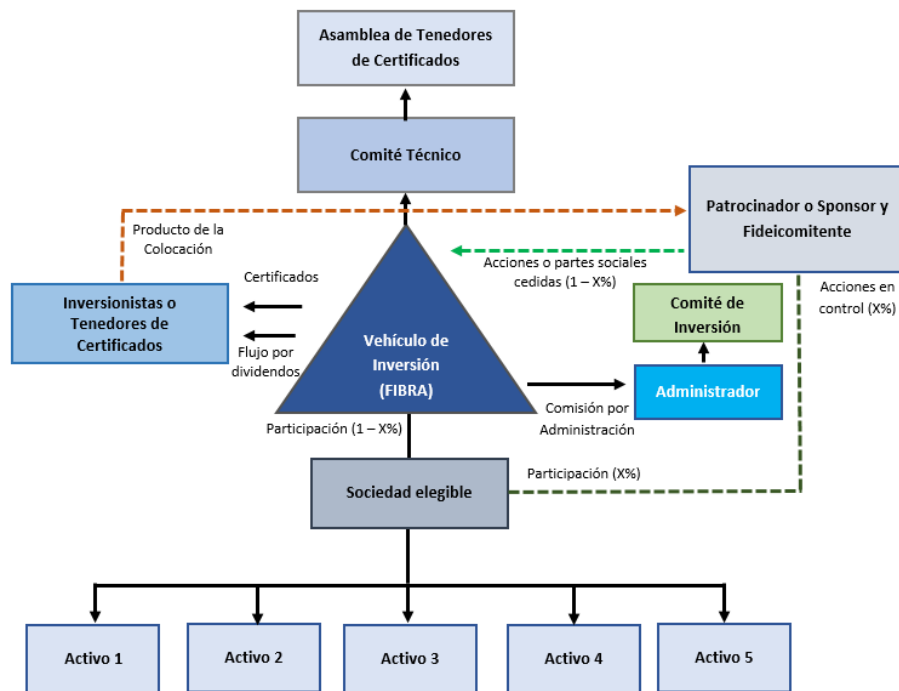 Asamblea de Tenedores
de Certificados
Comité Técnico
Patrocinador o Sponsor y
Fideicomitente
Producto de la
Colocación
Acciones o partes sociales
cedidas (1 – X%)
Acciones en
control (X%)
Certificados
Inversionistas o
Tenedores de
Certificados
Flujo por
dividendos
Vehículo de
Inversión
(FIBRA)
Comité de
Inversión
Administrador
Comisión por
Administración
Participación (1 – X%)
Sociedad elegible
Participación (X%)
Activo 1
Activo 2
Activo 3
Activo 4
Activo 5